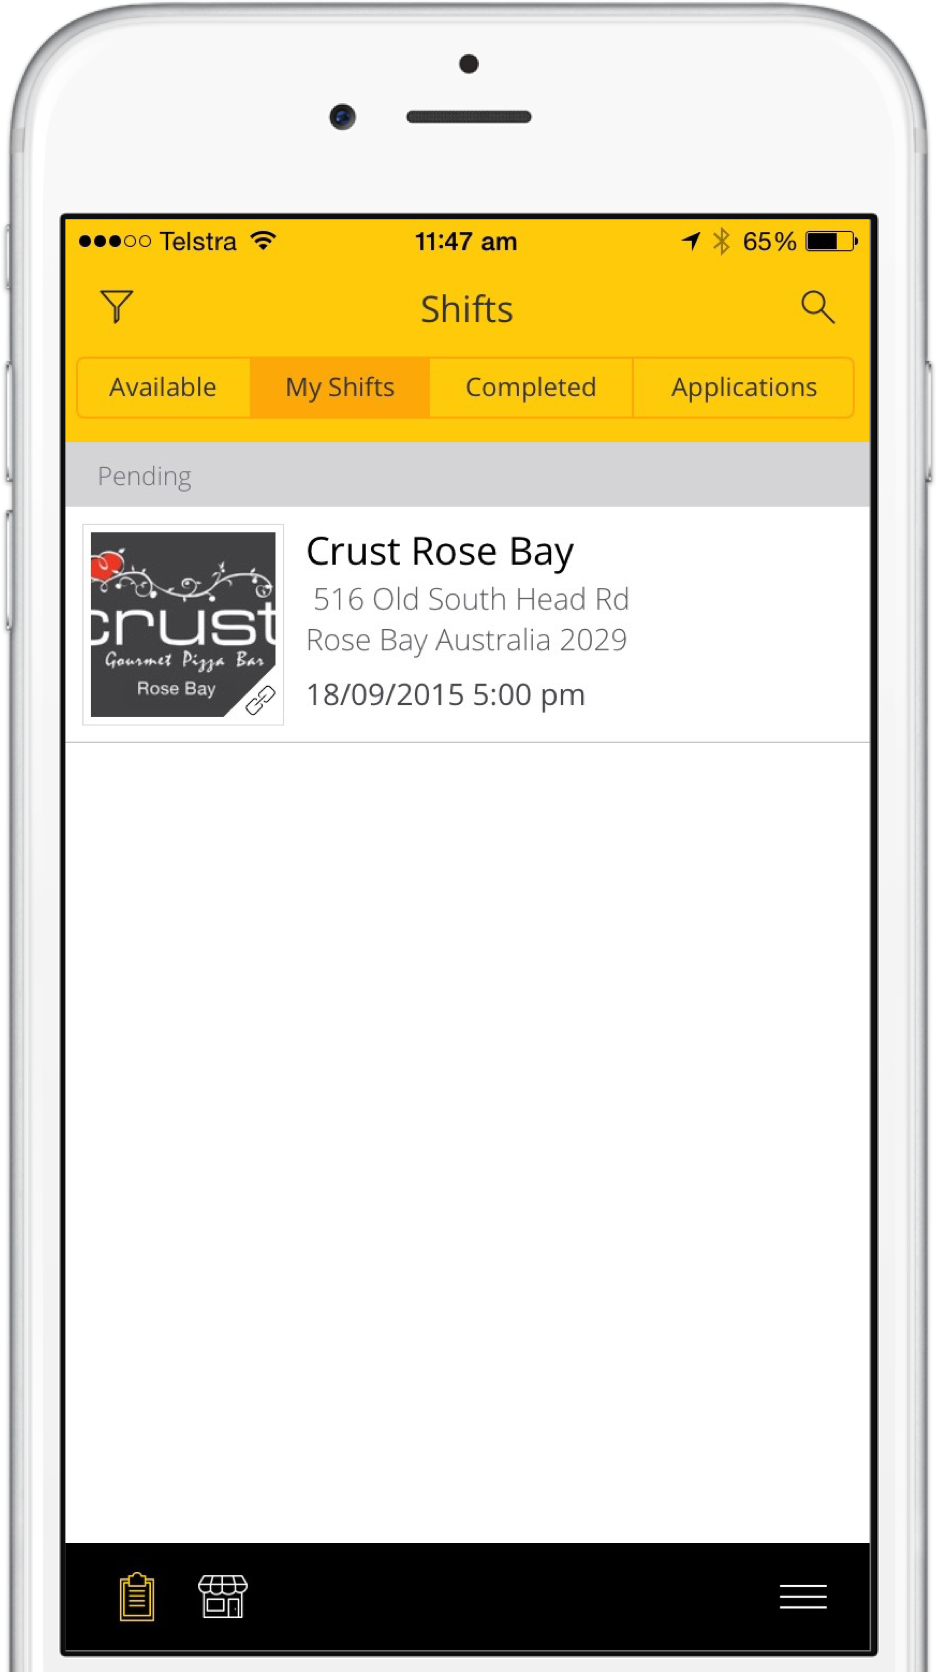 Telstra 11:47 am 65%
Shifts
Available My Shifts Completed Applications
Pending
crust
Gourmet Pizza Bar
Rose Bay
Crust Rose Bay
516 Old South Head Rd
Rose Bay Australia 2029
18/09/2015 5:00 pm